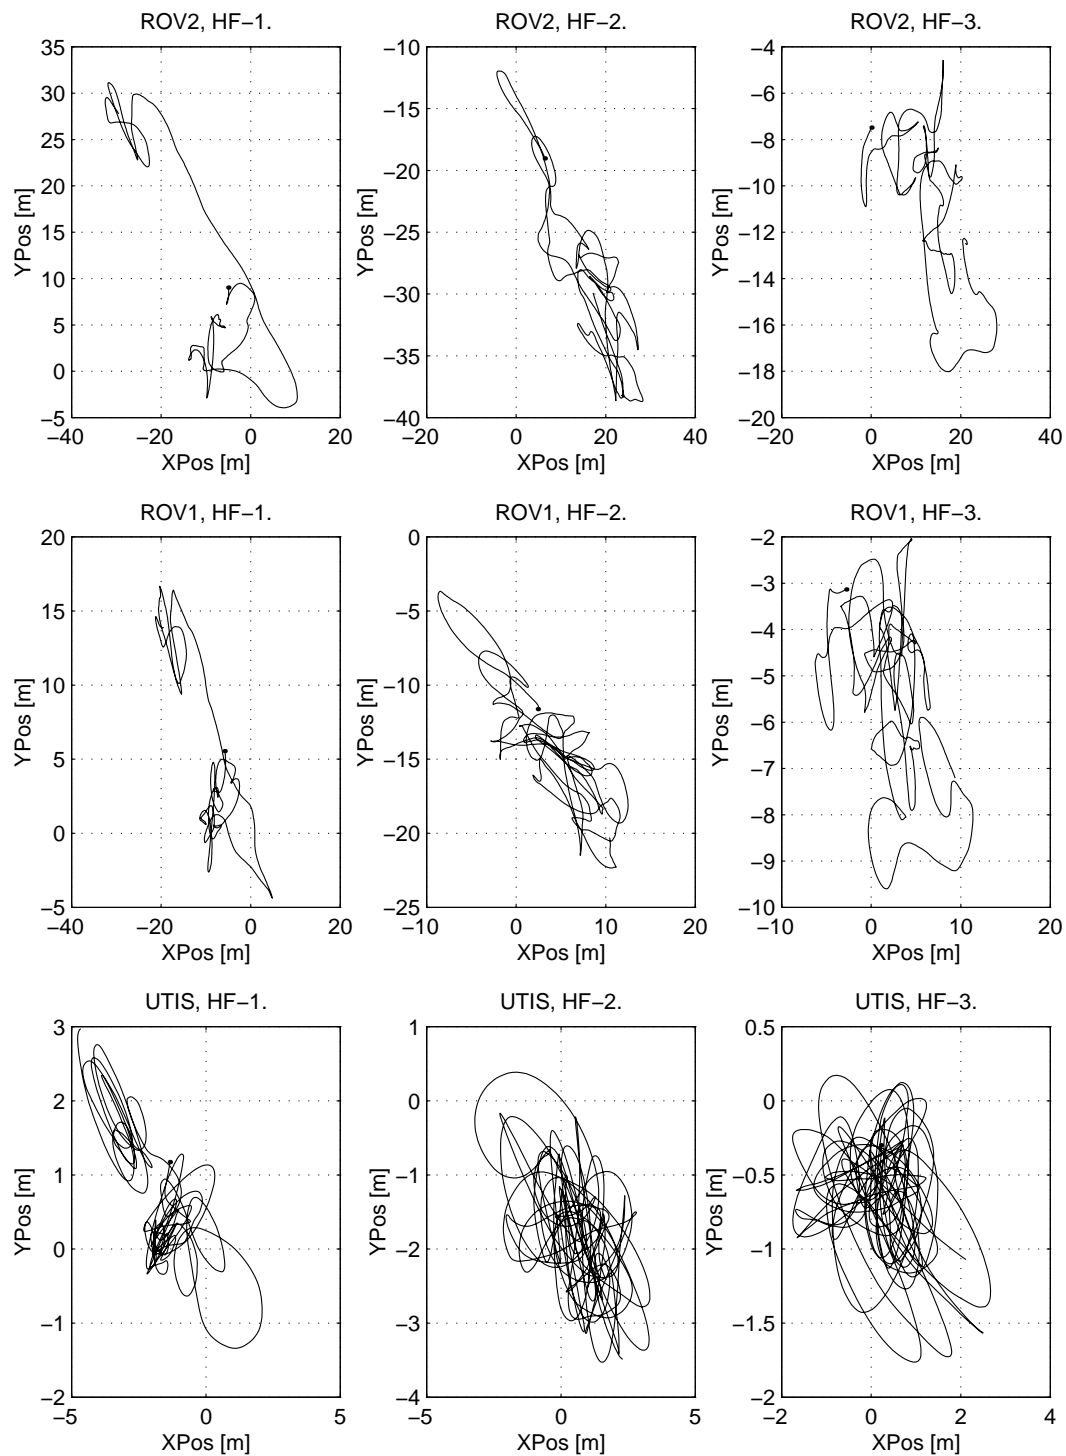 ROV2, HF−1. ROV2, HF−2. ROV2, HF−3.
35 −10 −4
30 −15 −6
25 −20 −8
20 −25 −10
15 −30 −12
10 −35 −14
5 −40 −16
0 −18
−5 −20
YPos [m] YPos [m] YPos [m]
−40 −20 0 20 −20 0 20 40 −20 0 20 40
XPos [m] XPos [m] XPos [m]
ROV1, HF−1. ROV1, HF−2. ROV1, HF−3.
20 0 −2
15 −5 −3
10 −10 −4
5 −15 −5
0 −20 −6
−5 −25 −7
−8
−9
−10
YPos [m] YPos [m] YPos [m]
−40 −20 0 20 −10 0 10 20 −10 0 10 20
XPos [m] XPos [m] XPos [m]
UTIS, HF−1. UTIS, HF−2. UTIS, HF−3.
3 1 0.5
2 0 0
1 −1 −0.5
0 −2 −1
−1 −3 −1.5
−2 −4 −2
YPos [m] YPos [m] YPos [m]
−5 0 5 −5 0 5 −2 0 2 4
XPos [m] XPos [m] XPos [m]